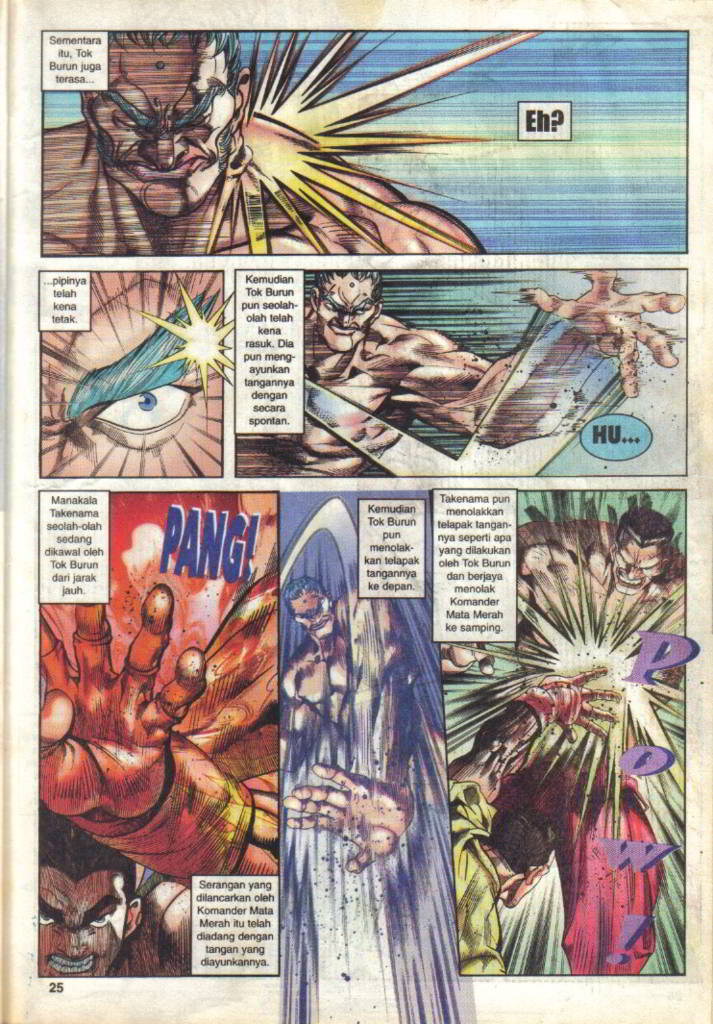 Sementara
itu, Tok
Burun juga
terasa...
Eh?
...pipinya
telah
kena
tetak.
Kemudian
Tok Burun
pun seolah-
olah telah
kena
rasuk. Dia
pun meng-
ayunkan
tangannya
dengan
secara
spontan.
HU...
Manakala
Takenama
seolah-olah
sedang
dikawal oleh
Tok Burun
dari jarak
jauh.
PANG!
Serangan yang
dilancarkan oleh
Komander Mata
Merah itu telah
diadang dengan
tangan yang
diayunkannya.
Kemudian
Tok Burun
pun
menolak-
kan telapak
tangannya
ke depan.
Takenama pun
menolakkan
telapak tangan-
nya seperti apa
yang dilakukan
oleh Tok Burun
dan berjaya
menolak
Komander
Mata Merah
ke samping.
Pow!
25